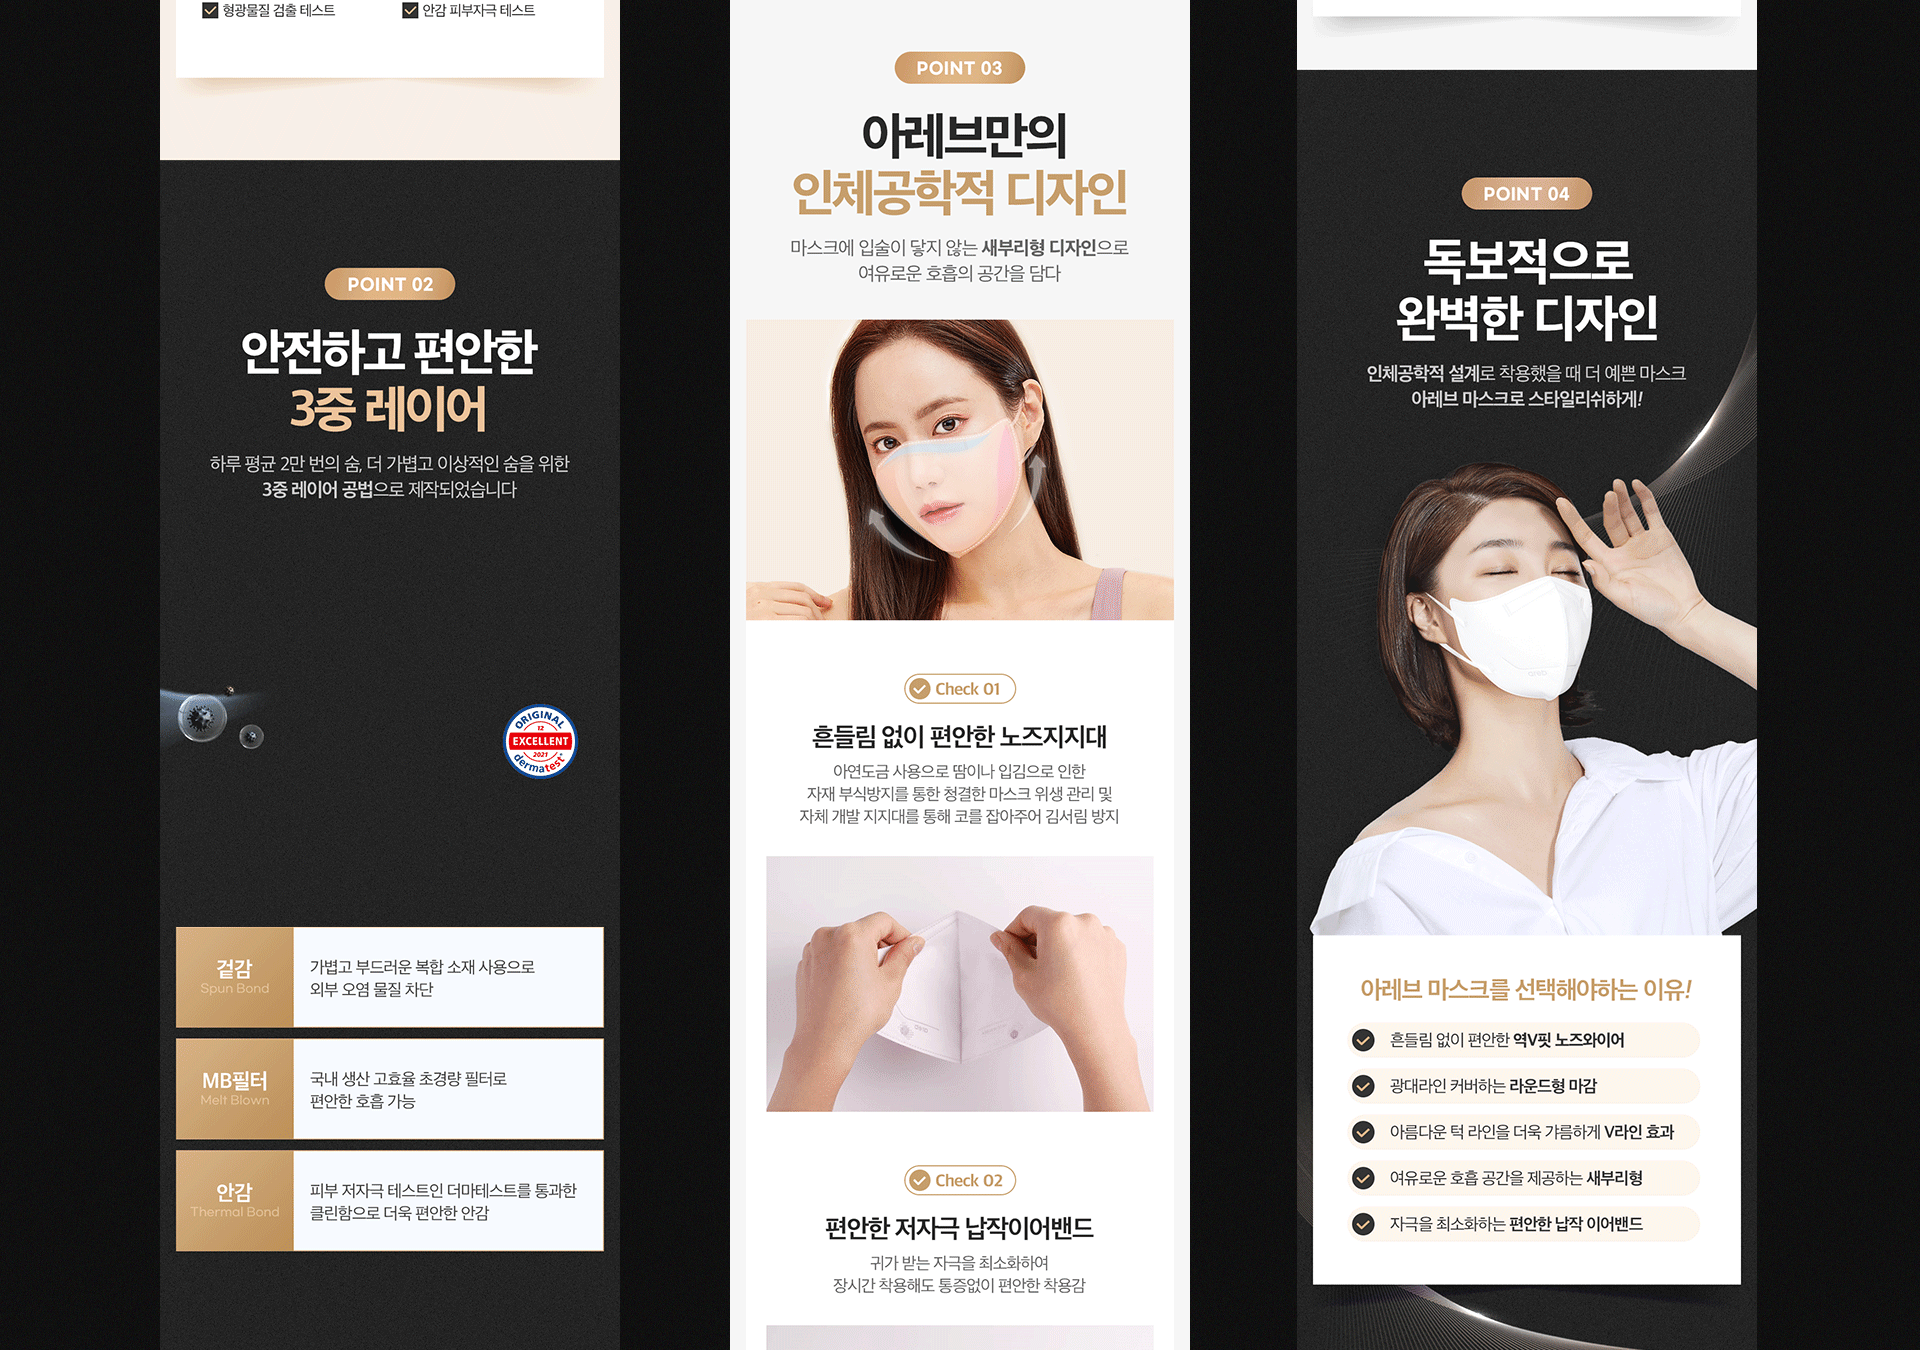 형광물질 검출 테스트
안감 피부자극 테스트
POINT 02
안전하고 편안한
3중 레이어
하루 평균 2만 번의 숨, 더 가볍고 이상적인 숨을 위한
3중 레이어 공법으로 제작되었습니다
ORIGINAL
12
EXCELLENT
2021
dermatest
겉감
Spun Bond
가볍고 부드러운 복합 소재 사용으로
외부 오염 물질 차단
MB필터
Melt Blown
국내 생산 고효율 초경량 필터로
편안한 호흡 가능
안감
Thermal Bond
피부 저자극 테스트인 더마테스트를 통과한
클린함으로 더욱 편안한 안감
POINT 03
아레브만의
인체공학적 디자인
마스크에 입술이 닿지 않는 새부리형 디자인으로
여유로운 호흡의 공간을 담다
Check 01
흔들림 없이 편안한 노즈지지대
아연도금 사용으로 땀이나 입김으로 인한
자재 부식방지를 통한 청결한 마스크 위생 관리 및
자체 개발 지지대를 통해 코를 잡아주어 김서림 방지
Check 02
편안한 저자극 납작이어밴드
귀가 받는 자극을 최소화하여
장시간 착용해도 통증없이 편안한 착용감
POINT 04
독보적으로
완벽한 디자인
인체공학적 설계로 착용했을 때 더 예쁜 마스크
아레브 마스크로 스타일리쉬하게!
아레브 마스크를 선택해야하는 이유!
흔들림 없이 편안한 역V핏 노즈와이어
광대라인 커버하는 라운드형 마감
아름다운 턱 라인을 더욱 갸름하게 V라인 효과
여유로운 호흡 공간을 제공하는 새부리형
자극을 최소화하는 편안한 납작 이어밴드